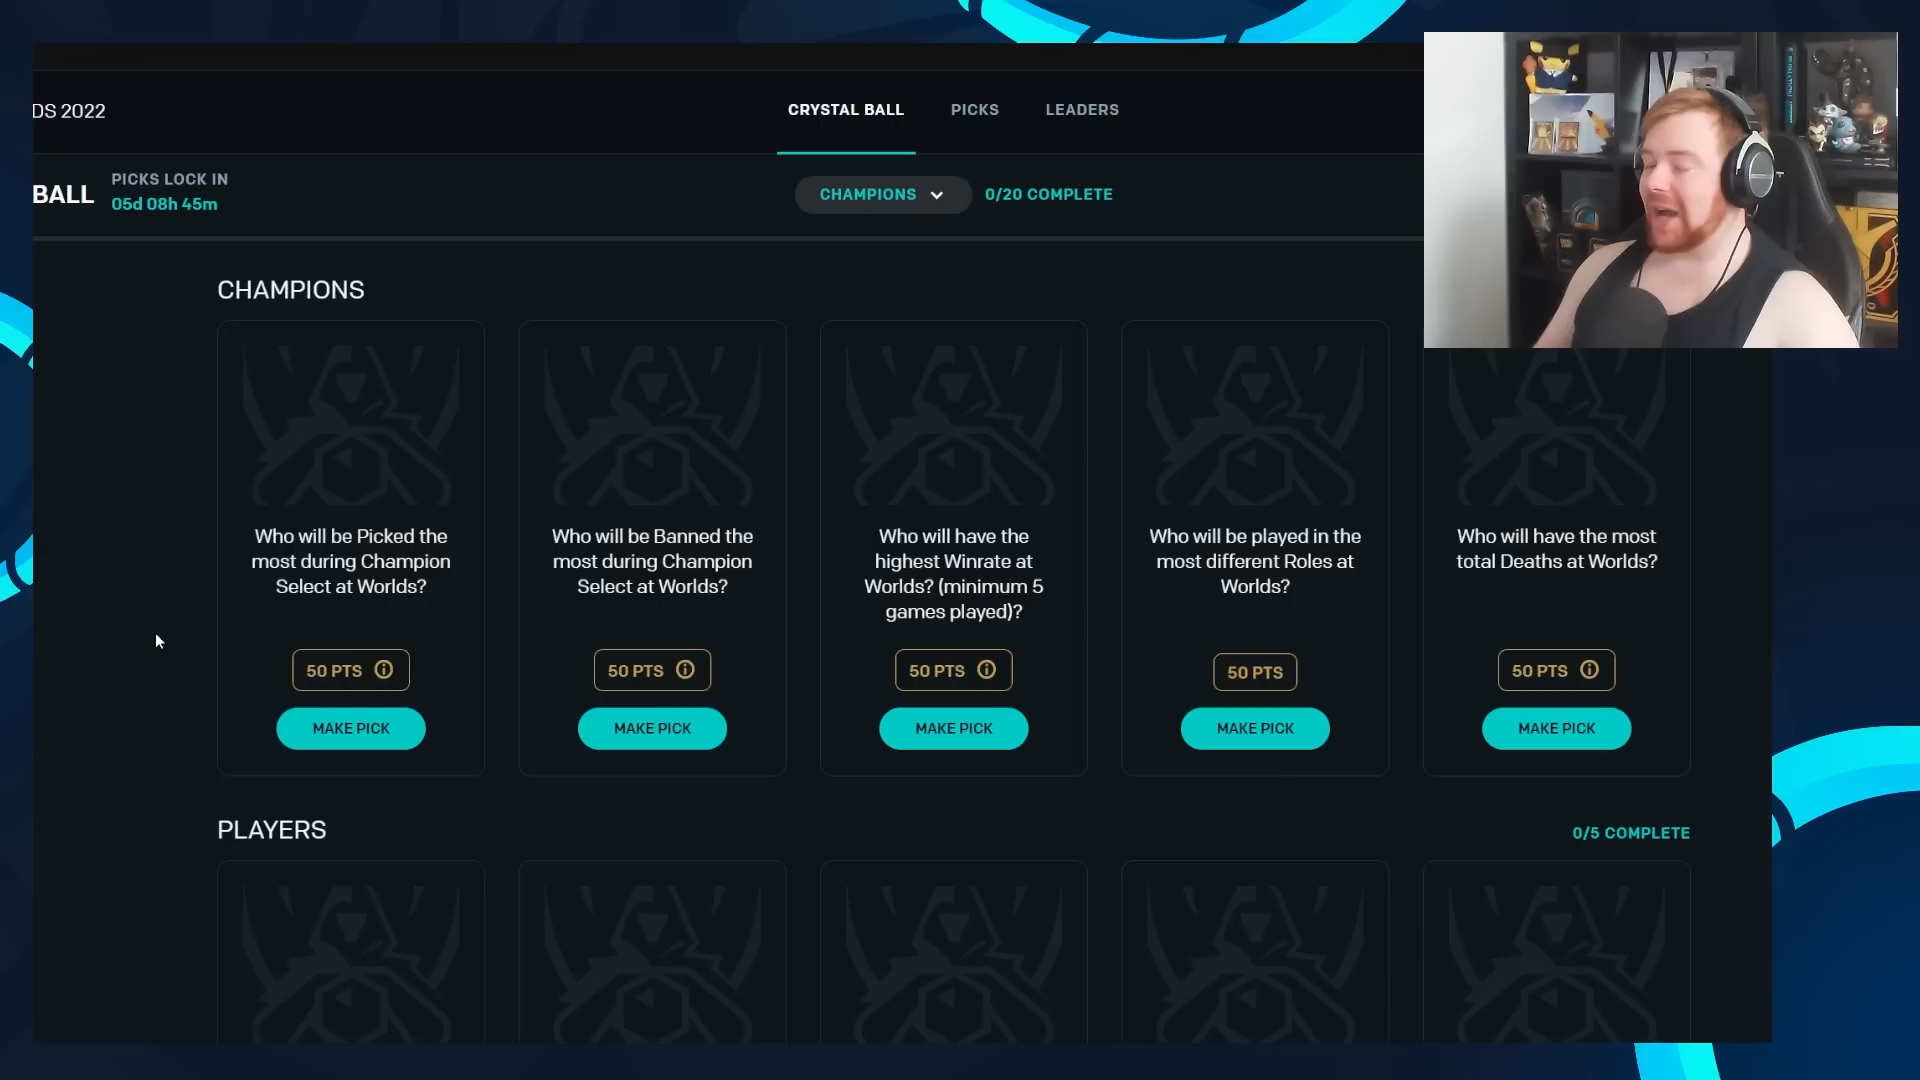 DS 2022
CRYSTAL BALL
PICKS
LEADERS
BALL
PICKS LOCK IN
05d 08h 45m
CHAMPIONS
0/20 COMPLETE
CHAMPIONS
Who will be Picked the
most during Champion
Select at Worlds?
50 PTS
MAKE PICK
Who will be Banned the
most during Champion
Select at Worlds?
50 PTS
MAKE PICK
Who will have the
highest Winrate at
Worlds? (minimum 5
games played)?
50 PTS
MAKE PICK
Who will be played in the
most different Roles at
Worlds?
50 PTS
MAKE PICK
Who will have the most
total Deaths at Worlds?
50 PTS
MAKE PICK
PLAYERS
0/5 COMPLETE